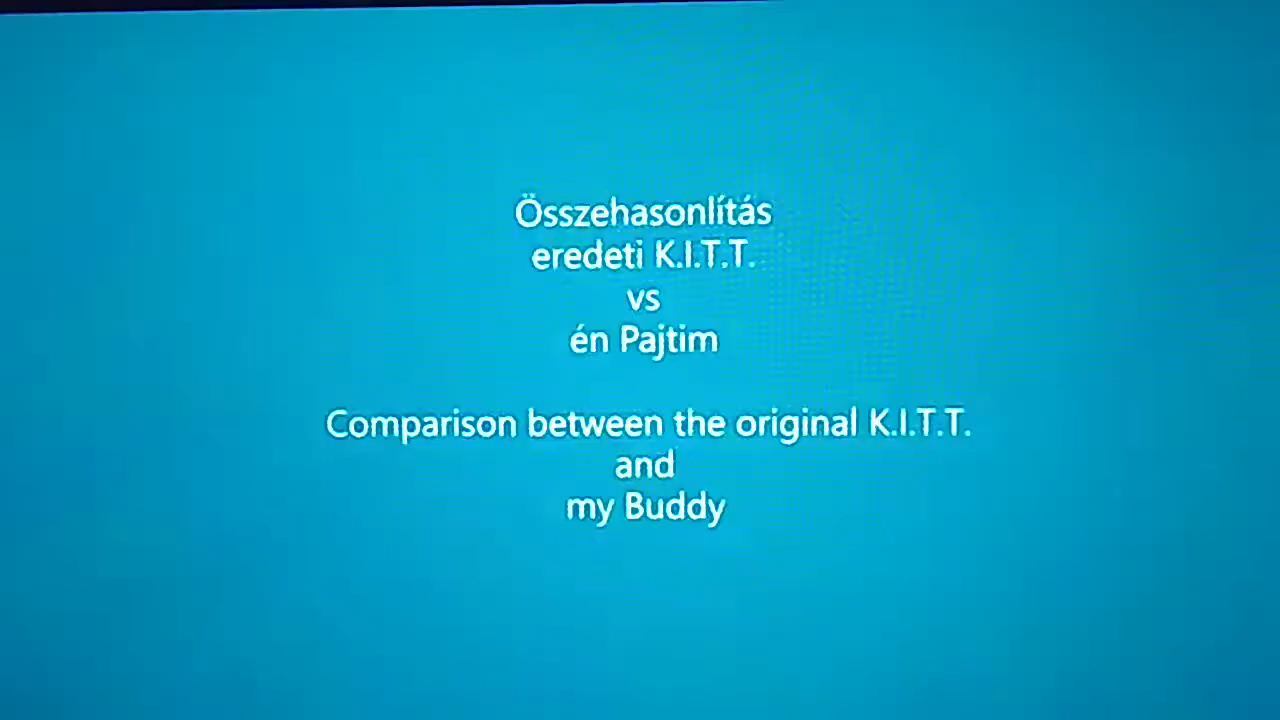 Összehasonlítás
eredeti K.I.T.T.
vs
én Pajtim
Comparison between the original K.I.T.T.
and
my Buddy